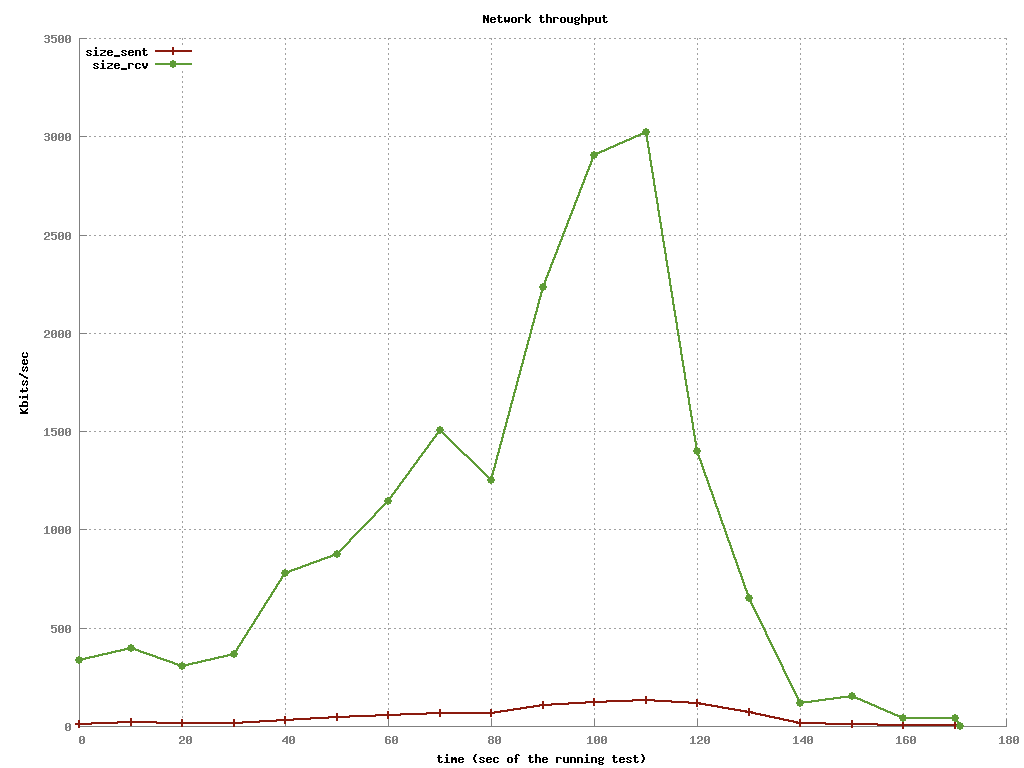 Network throughput
3500
size_sent
size_rcv
3000
2500
2000
Kbits/sec
1500
1000
500
0
0 20 40 60 80 100 120 140 160 180
time (sec of the running test)